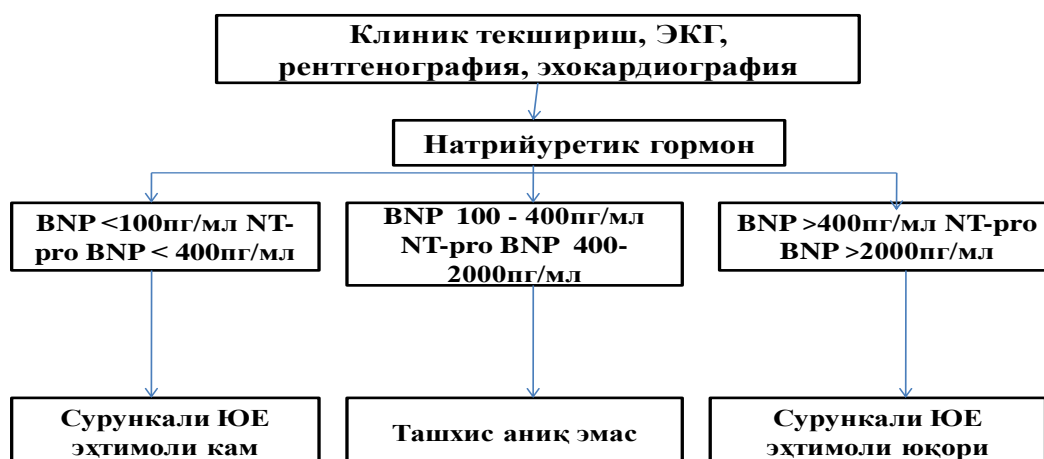 Клиник текшириш, ЭКГ,
рентгенография, эхокардиография
Натрийуретик гормон
BNP <100пг/мл NT-
pro BNP < 400пг/мл
BNP 100 - 400пг/мл
NT-pro BNP 400-
2000пг/мл
BNP >400пг/мл NT-pro
BNP >2000пг/мл
Сурункали ЮЕ
эҳтимоли кам
Ташхис аниқ эмас
Сурункали ЮЕ
эҳтимоли юқори